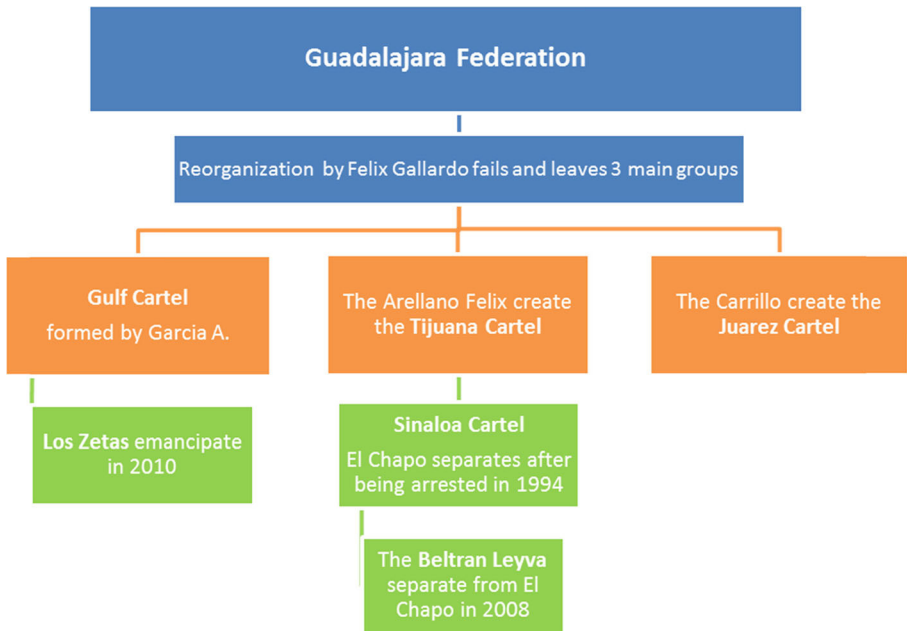 Guadalajara Federation
Reorganization by Felix Gallardo fails and leaves 3 main groups
Gulf Cartel
formed by Garcia A.
The Arellano Felix create
the Tijuana Cartel
The Carrillo create the
Juarez Cartel
Los Zetas emancipate
in 2010
Sinaloa Cartel
El Chapo separates after
being arrested in 1994
The Beltran Leyva
separate from El
Chapo in 2008